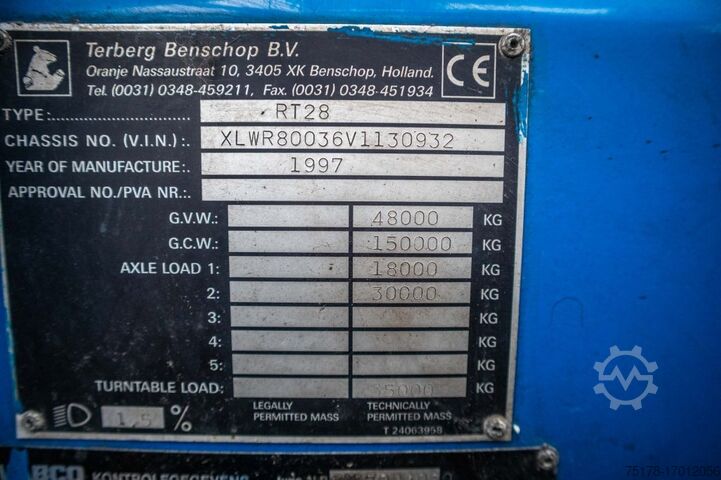 Terberg Benschop B.V.
Oranje Nassaustraat 10, 3405 XK Benschop, Holland.
Tel. (0031) 0348-459211, Fax. (0031) 0348-451934
CE
TYPE: RT28
CHASSIS NO. (V.I.N.) : XLWR80036V1130932
YEAR OF MANUFACTURE: 1997
APPROVAL NO./PVA NR.:
G.V.W.: 48000 KG
G.C.W.: 150000 KG
AXLE LOAD 1: 18000 KG
2: 30000 KG
3: KG
4: KG
5: KG
TURNTABLE LOAD: 35000 KG
1.5 %
LEGALLY PERMITTED MASS
TECHNICALLY PERMITTED MASS
T 24063958
KONTROLEGEGEVENS